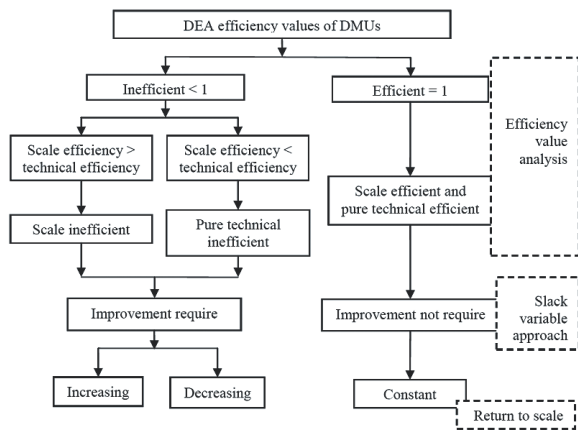 DEA efficiency values of DMUs
Inefficient < 1
Efficient = 1
Efficiency
value
analysis
Scale efficiency >
technical efficiency
Scale efficiency <
technical efficiency
Scale efficient and
pure technical efficient
Scale inefficient
Pure technical
inefficient
Improvement require
Improvement not require
Slack
variable
approach
Increasing
Decreasing
Constant
Return to scale